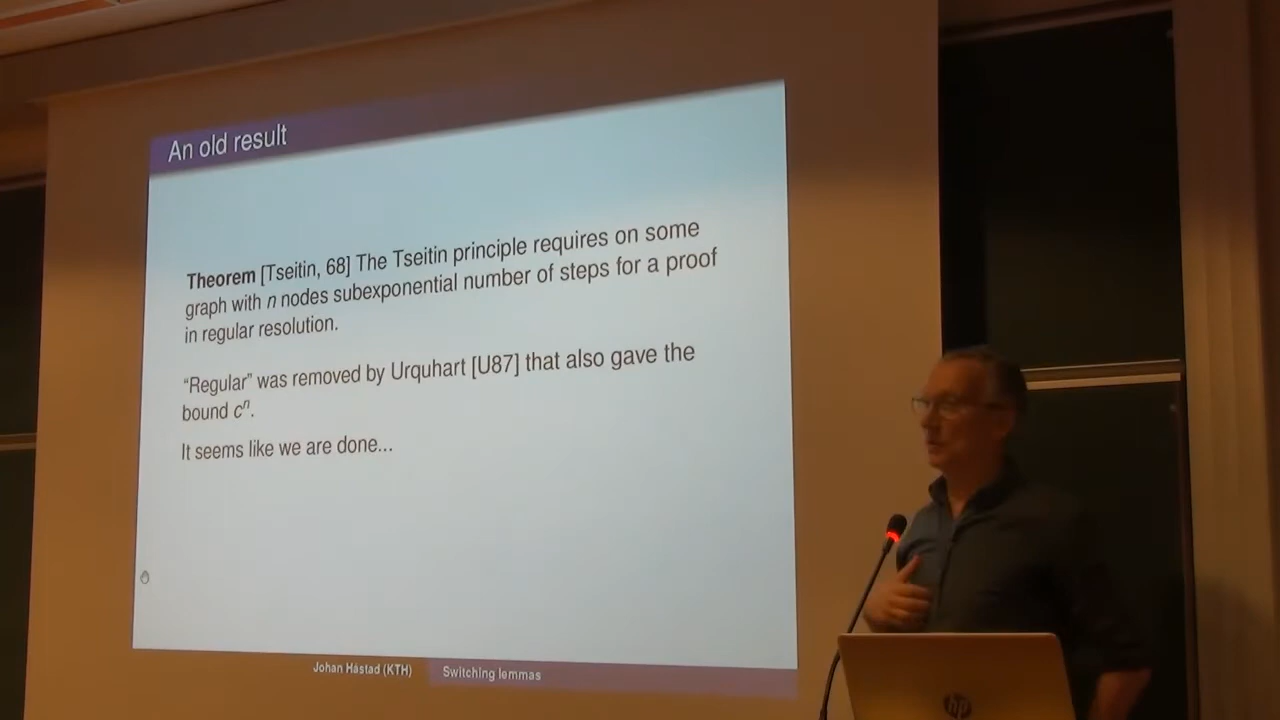 An old result
Theorem [Tseitin, 68] The Tseitin principle requires on some
graph with n nodes subexponential number of steps for a proof
in regular resolution.
“Regular” was removed by Urquhart [U87] that also gave the
bound cⁿ.
It seems like we are done...
Johan Håstad (KTH)
Switching lemmas
hp